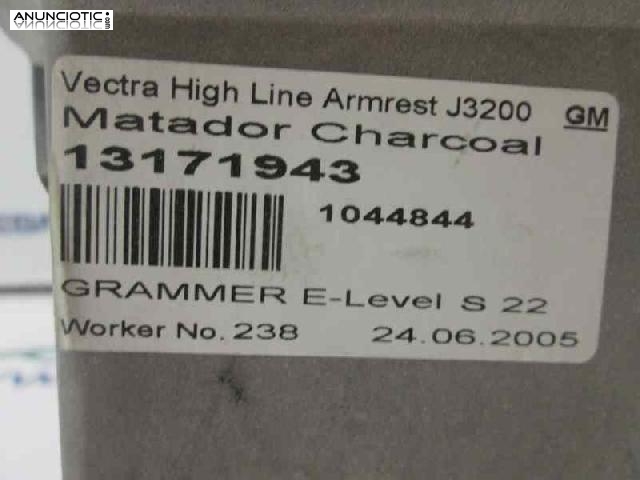 ANUNCIOTIC.com
Vectra High Line Armrest J3200 GM
Matador Charcoal
13171943
1044844
GRAMMER E-Level S 22
Worker No. 238 24.06.2005